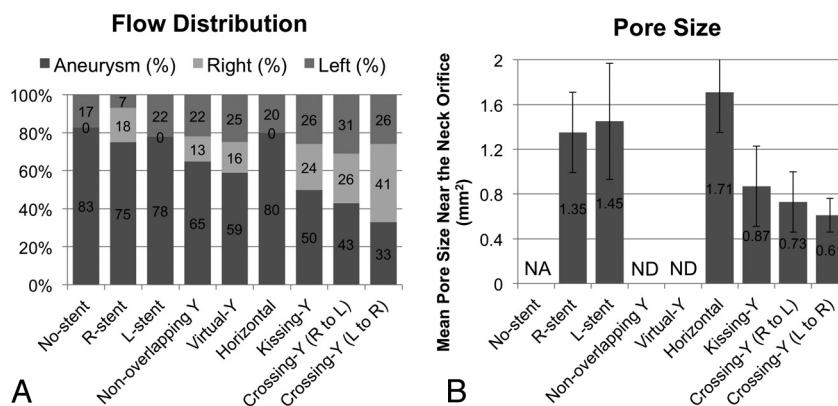 Flow Distribution
Aneurysm (%) Right (%) Left (%)
100%
80%
60%
40%
20%
0%
17 7 22 22 25 20 26 31 26
0 18 0 13 16 0 24 26 41
83 75 78 65 59 80 50 43 33
No-stent
R-stent
L-stent
Non-overlapping Y
Virtual-Y
Horizontal
Kissing-Y
Crossing-Y (R to L)
Crossing-Y (L to R)
A
Pore Size
Mean Pore Size Near the Neck Orifice
(mm²)
2
1.6
1.2
0.8
0.4
0
NA 1.35 1.45 ND ND 1.71 0.87 0.73 0.6
No-stent
R-stent
L-stent
Non-overlapping Y
Virtual-Y
Horizontal
Kissing-Y
Crossing-Y (R to L)
Crossing-Y (L to R)
B